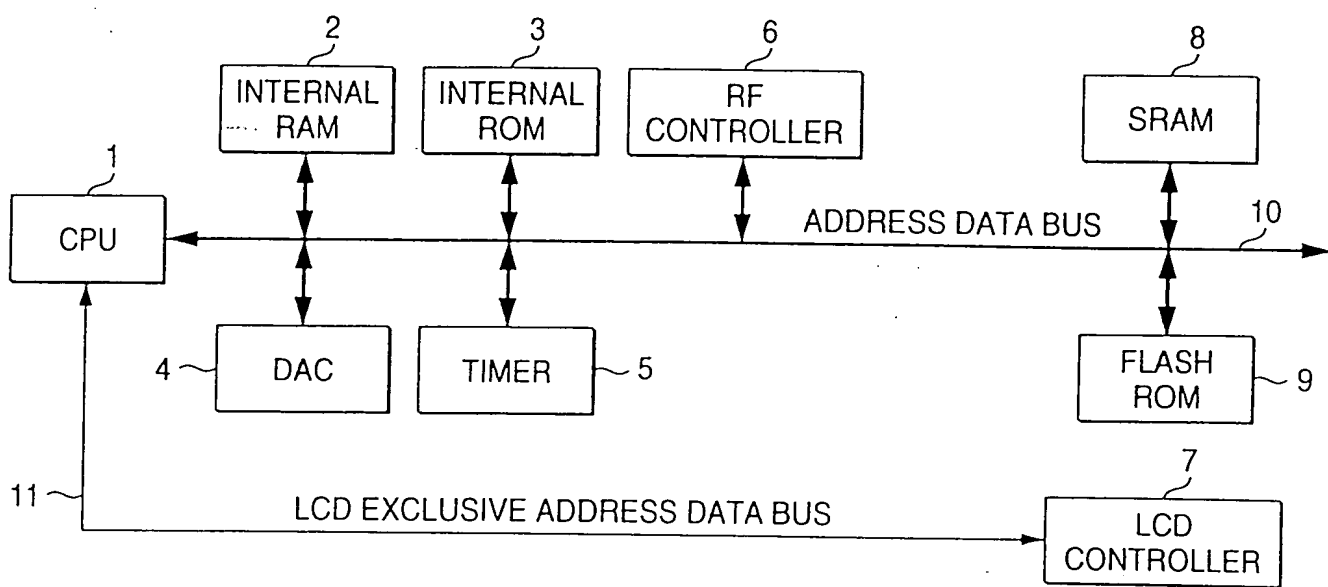 2
3
6
8
INTERNAL
RAM
INTERNAL
ROM
RF
CONTROLLER
SRAM
1
CPU
ADDRESS DATA BUS
10
4
DAC
TIMER
5
FLASH
ROM
9
7
11
LCD EXCLUSIVE ADDRESS DATA BUS
LCD
CONTROLLER